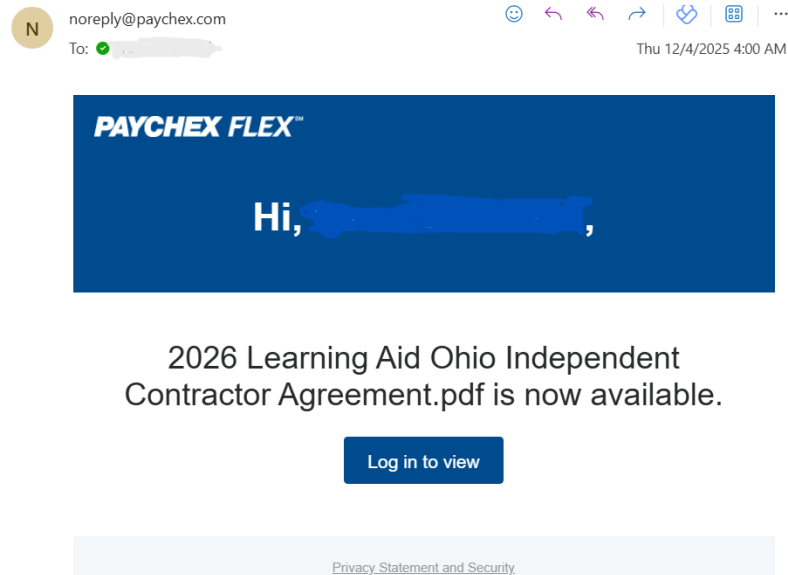 N
noreply@paychex.com
To:
Thu 12/4/2025 4:00 AM
PAYCHEX FLEX℠
Hi, ,
2026 Learning Aid Ohio Independent
Contractor Agreement.pdf is now available.
Log in to view
Privacy Statement and Security